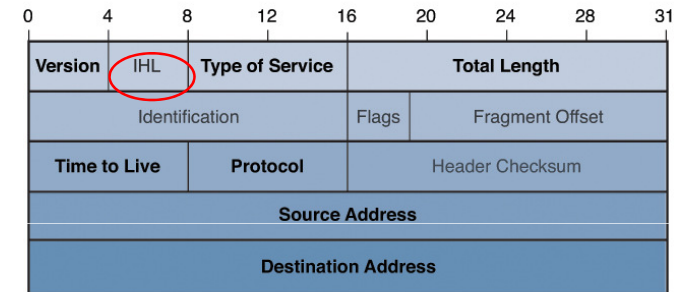 0 4 8 12 16 20 24 28 31
Version IHL Type of Service Total Length
Identification Flags Fragment Offset
Time to Live Protocol Header Checksum
Source Address
Destination Address